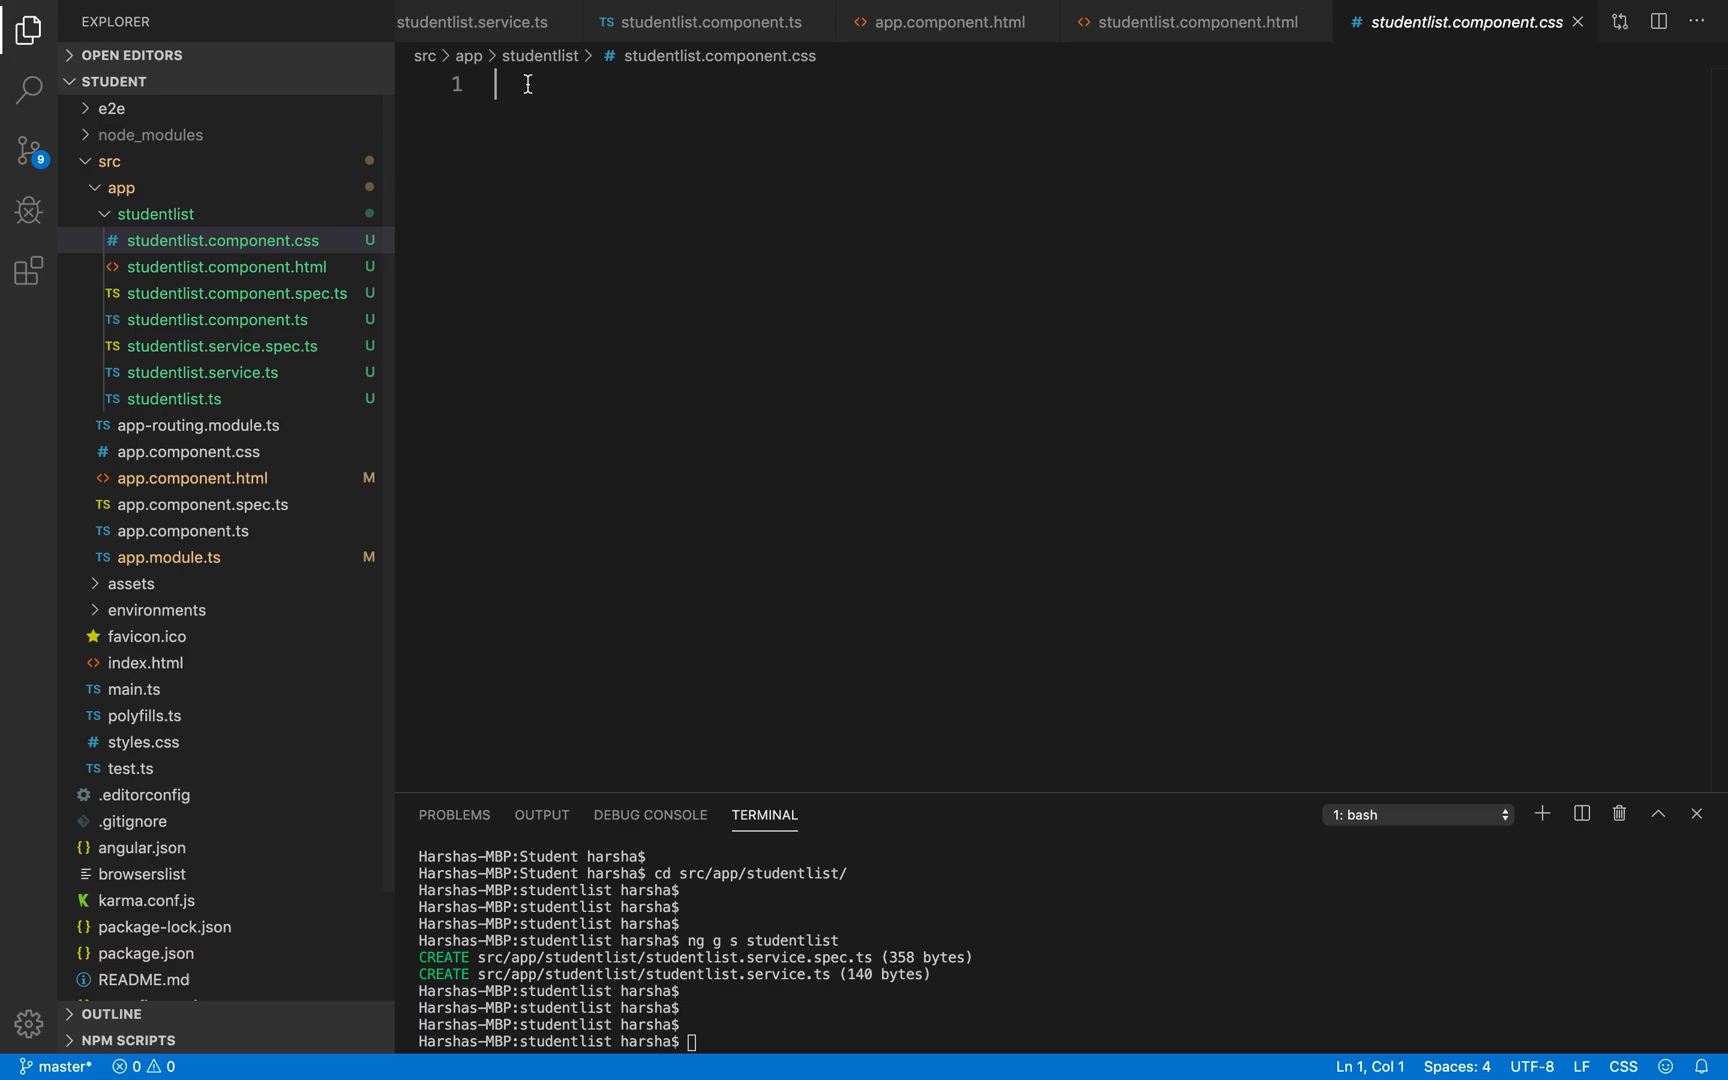 EXPLORER
studentlist.service.ts
TS studentlist.component.ts
<> app.component.html
<> studentlist.component.html
# studentlist.component.css
OPEN EDITORS
src > app > studentlist > # studentlist.component.css
STUDENT
1
e2e
node_modules
9
src
app
studentlist
# studentlist.component.css U
<> studentlist.component.html U
TS studentlist.component.spec.ts U
TS studentlist.component.ts U
TS studentlist.service.spec.ts U
TS studentlist.service.ts U
TS studentlist.ts U
TS app-routing.module.ts
# app.component.css
<> app.component.html M
TS app.component.spec.ts
TS app.component.ts
TS app.module.ts M
assets
environments
favicon.ico
<> index.html
TS main.ts
TS polyfills.ts
# styles.css
TS test.ts
.editorconfig
.gitignore
{} angular.json
browserslist
K karma.conf.js
{} package-lock.json
{} package.json
README.md
OUTLINE
NPM SCRIPTS
PROBLEMS OUTPUT DEBUG CONSOLE TERMINAL
1: bash
Harshas-MBP:Student harsha$
Harshas-MBP:Student harsha$ cd src/app/studentlist/
Harshas-MBP:studentlist harsha$
Harshas-MBP:studentlist harsha$
Harshas-MBP:studentlist harsha$
Harshas-MBP:studentlist harsha$ ng g s studentlist
CREATE src/app/studentlist/studentlist.service.spec.ts (358 bytes)
CREATE src/app/studentlist/studentlist.service.ts (140 bytes)
Harshas-MBP:studentlist harsha$
Harshas-MBP:studentlist harsha$
Harshas-MBP:studentlist harsha$
Harshas-MBP:studentlist harsha$
master* 0 0
Ln 1, Col 1 Spaces: 4 UTF-8 LF CSS